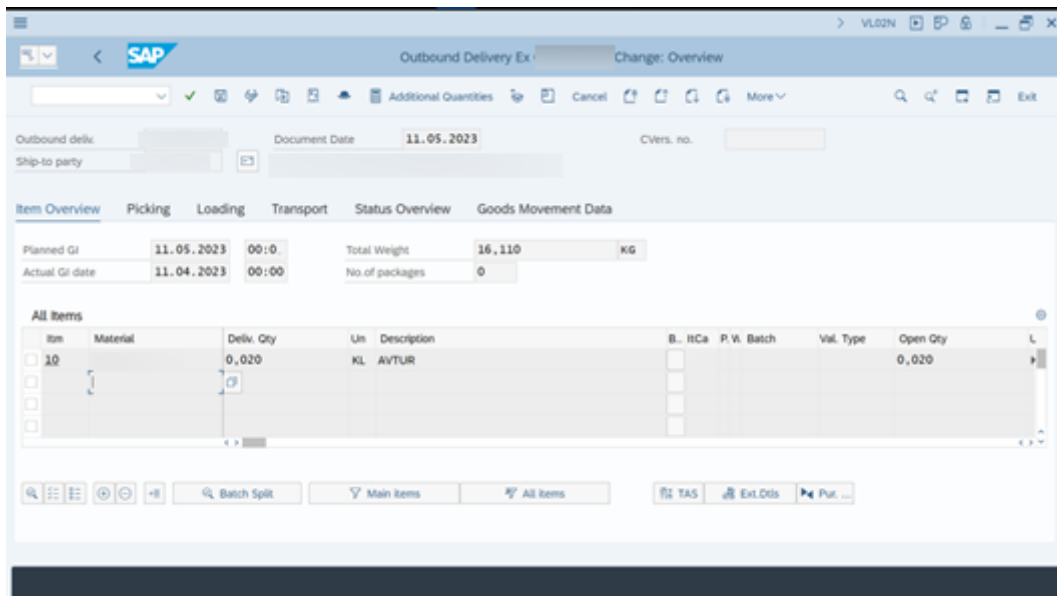 VL02N
SAP
Outbound Delivery Ex Change: Overview
Additional Quantities Cancel More Exit
Outbound deliv. Document Date 11.05.2023 CVers. no.
Ship-to party
Item Overview Picking Loading Transport Status Overview Goods Movement Data
Planned GI 11.05.2023 00:0 Total Weight 16,110 KG
Actual GI date 11.04.2023 00:00 No.of packages 0
All Items
Itm Material Deliv. Qty Un Description B.. ItCa P. W. Batch Val. Type Open Qty L
10 0,020 KL AVTUR 0,020
Batch Split Main items All items TAS Ext.Dtls Pur. ...